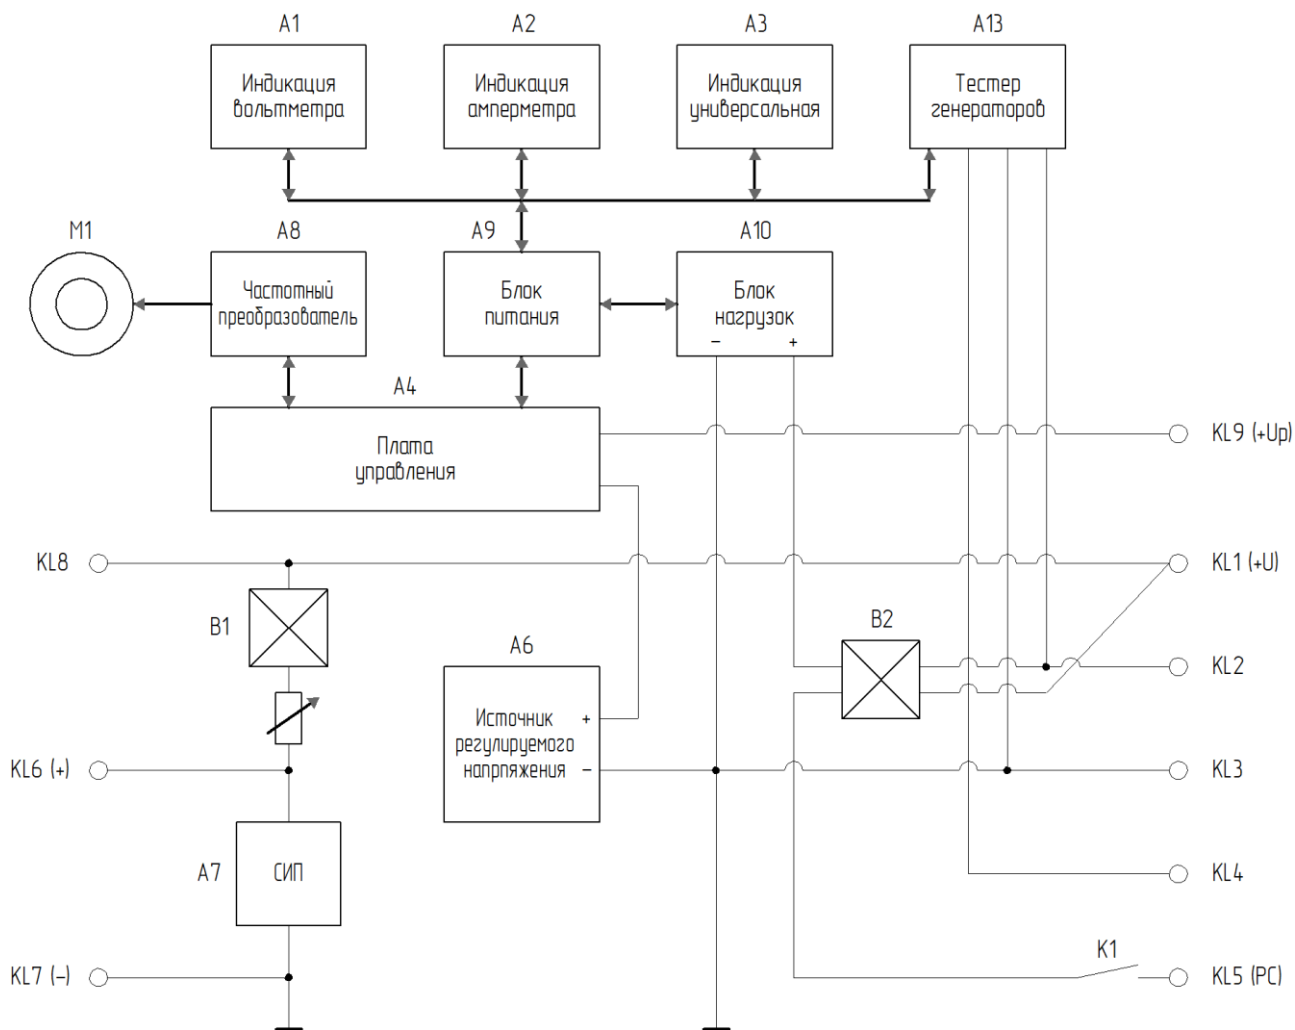 A1
A2
A3
A13
Индикация
вольтметра
Индикация
амперметра
Индикация
универсальная
Тестер
генераторов
M1
A8
A9
A10
Частотный
преобразователь
Блок
питания
Блок
нагрузок
– +
A4
Плата
управления
KL9 (+Up)
KL8
KL1 (+U)
B1
B2
A6
KL2
Источник
регулируемого
напрпяжения
+
–
KL6 (+)
KL3
A7
СИП
KL4
K1
KL7 (–)
KL5 (PC)